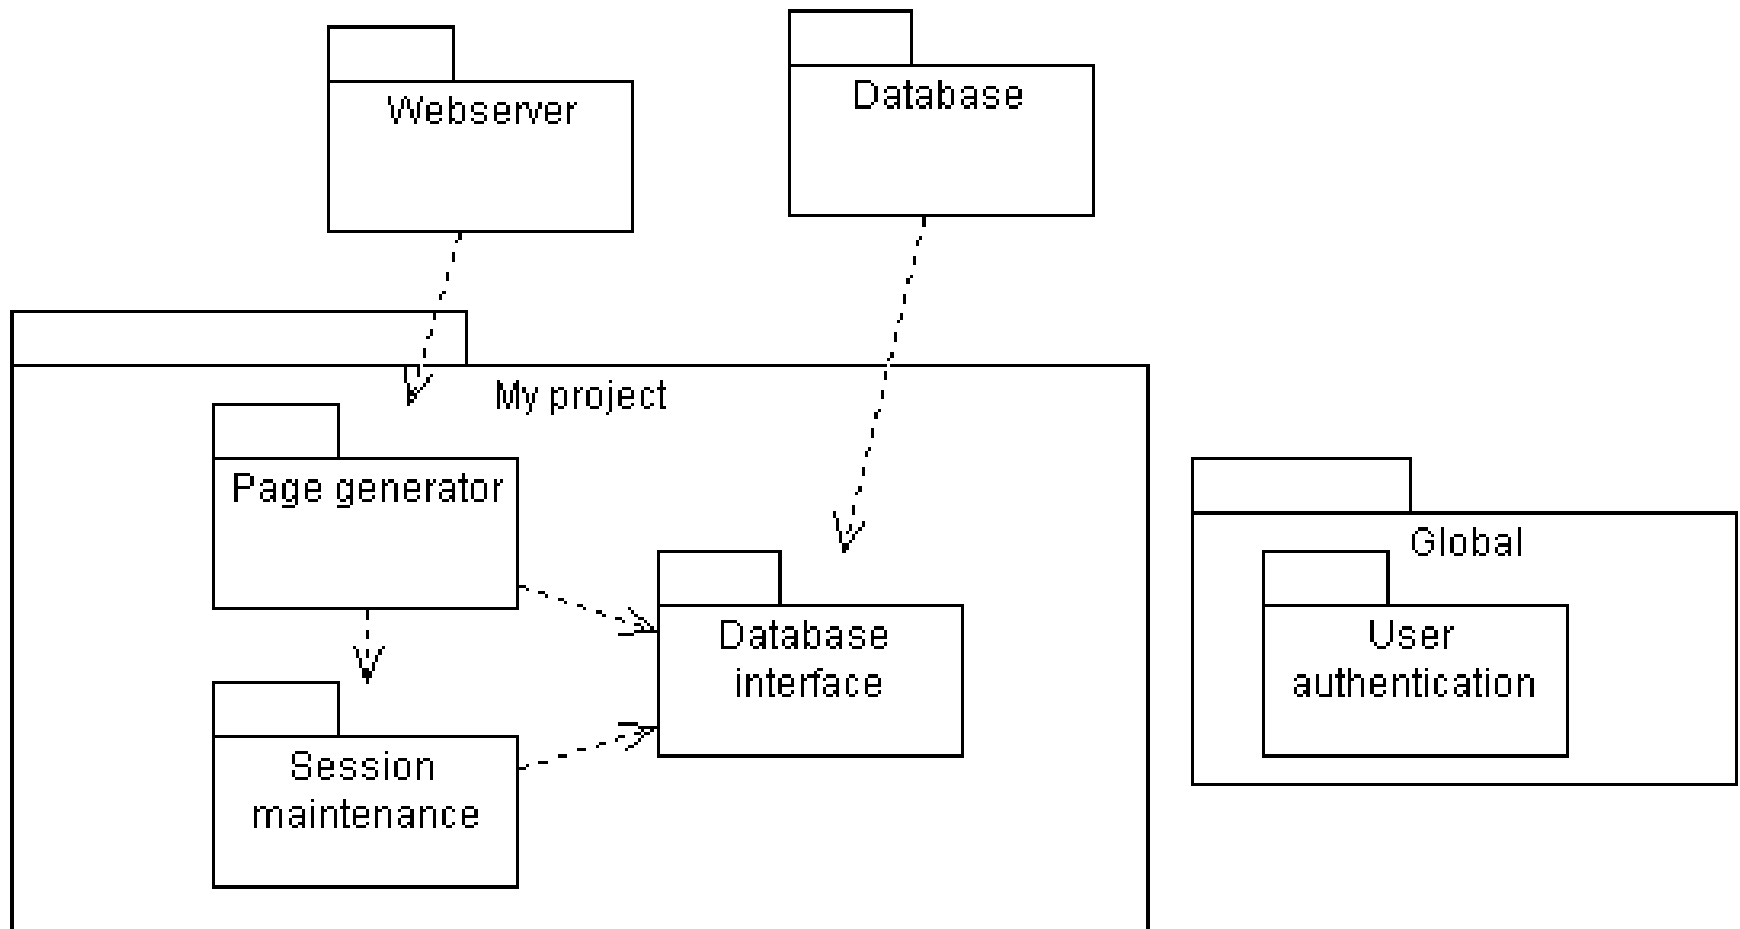 Webserver
Database
My project
Page generator
Global
Database
interface
User
authentication
Session
maintenance